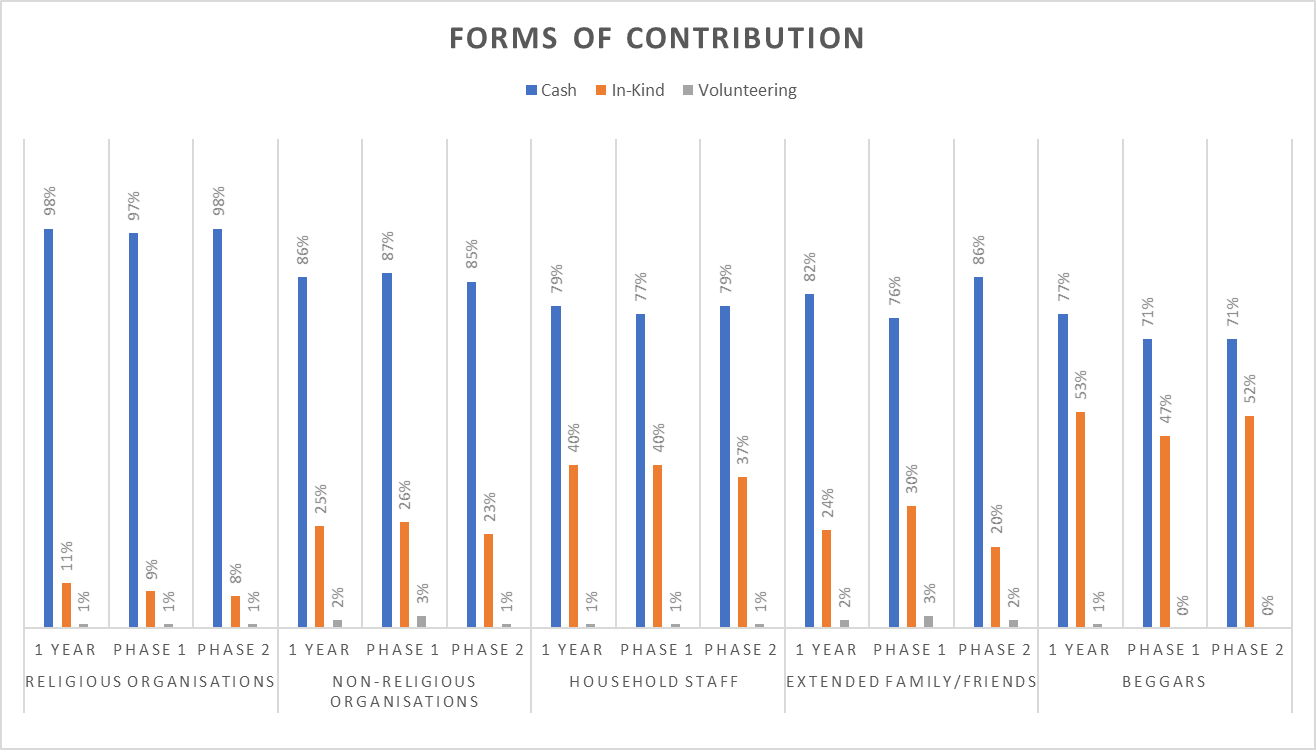 FORMS OF CONTRIBUTION
Cash In-Kind Volunteering
98% 11% 1% 97% 9% 1% 98% 8% 1% 86% 25% 2% 87% 26% 3% 85% 23% 1% 79% 40% 1% 77% 40% 1% 79% 37% 1% 82% 24% 2% 76% 30% 3% 86% 20% 2% 77% 53% 1% 71% 47% 0% 71% 52% 0%
1 YEAR PHASE 1 PHASE 2 1 YEAR PHASE 1 PHASE 2 1 YEAR PHASE 1 PHASE 2 1 YEAR PHASE 1 PHASE 2 1 YEAR PHASE 1 PHASE 2
RELIGIOUS ORGANISATIONS
NON-RELIGIOUS
ORGANISATIONS
HOUSEHOLD STAFF
EXTENDED FAMILY/FRIENDS
BEGGARS